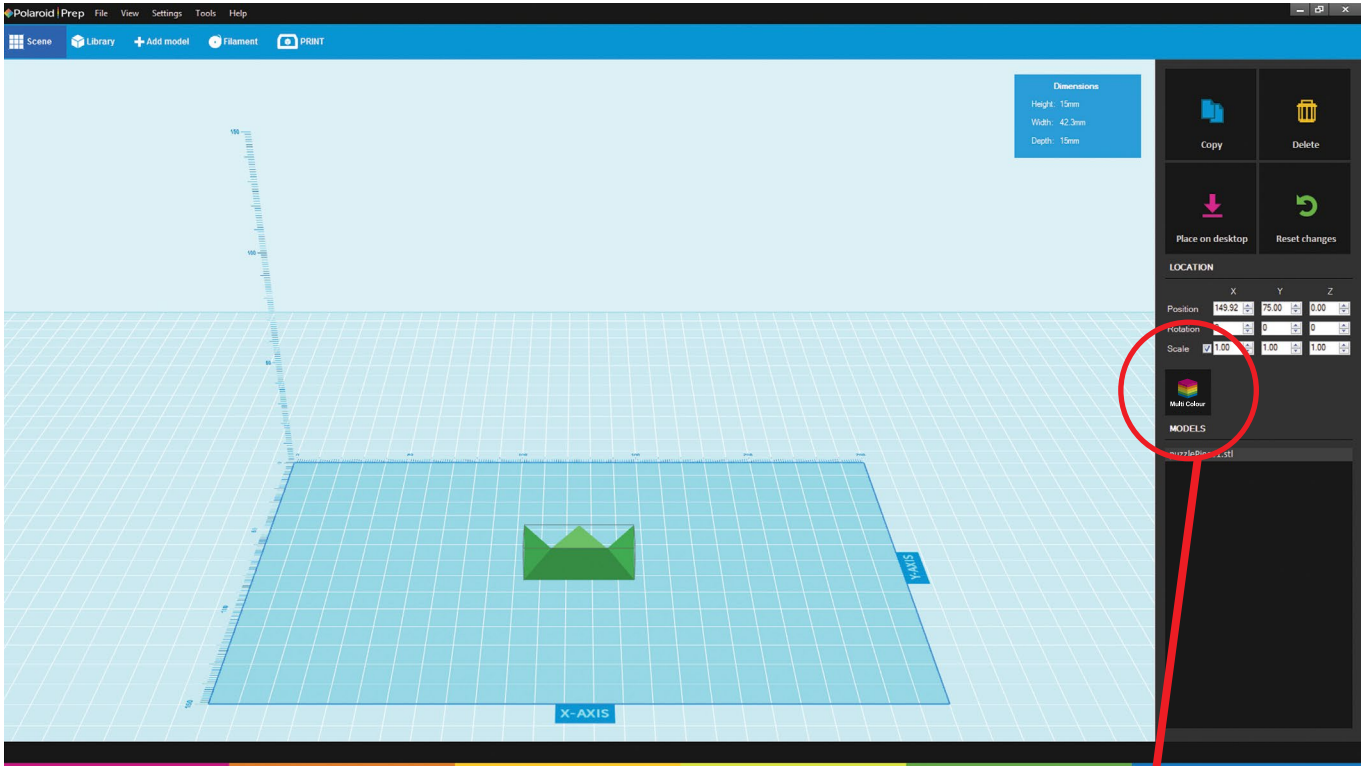 Polaroid|Prep File View Settings Tools Help
Scene Library Add model Filament PRINT
Dimensions
Height: 15mm
Width: 42.3mm
Depth: 15mm
Copy Delete
Place on desktop Reset changes
LOCATION
X Y Z
Position 149.92 75.00 0.00
Rotation 0 0
Scale 1.00 1.00 1.00
Multi Colour
MODELS
Y-AXIS
X-AXIS